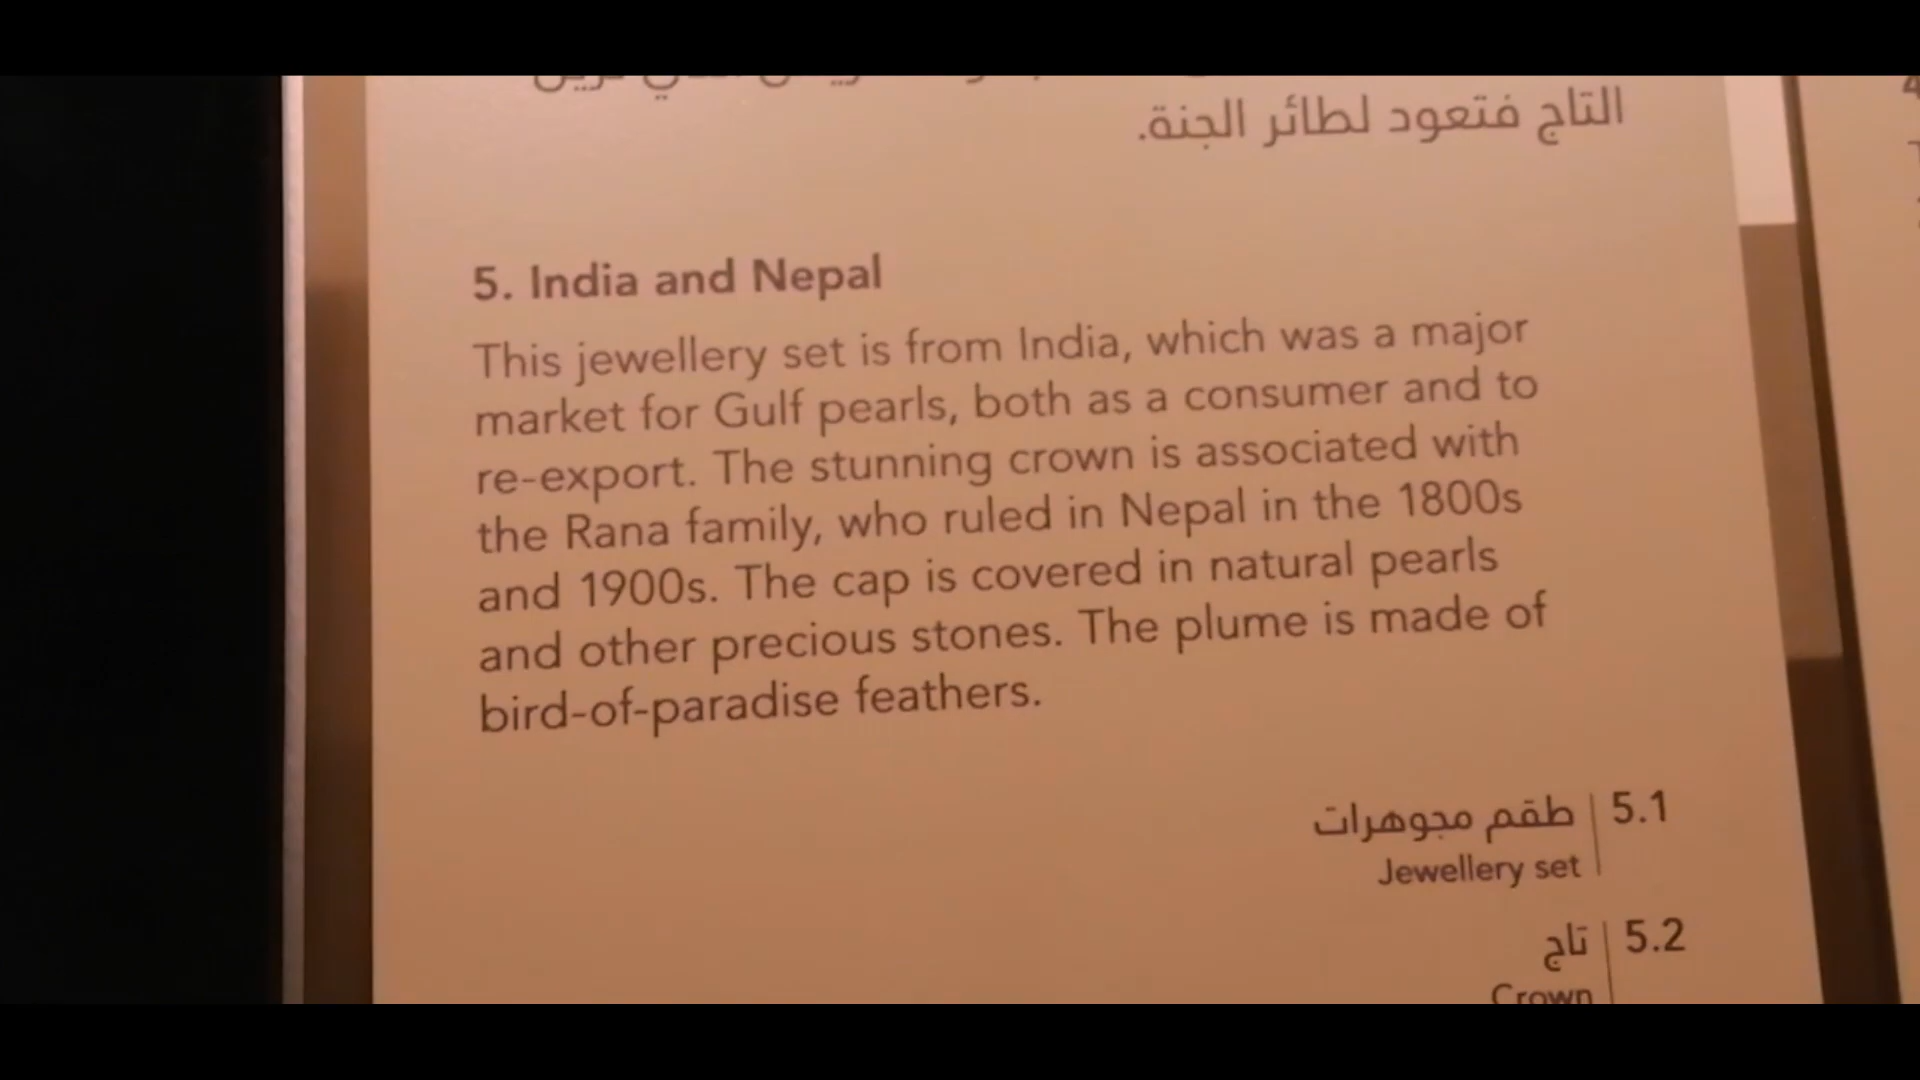 التاج فتعود لطائر الجنة.
5. India and Nepal
This jewellery set is from India, which was a major
market for Gulf pearls, both as a consumer and to
re-export. The stunning crown is associated with
the Rana family, who ruled in Nepal in the 1800s
and 1900s. The cap is covered in natural pearls
and other precious stones. The plume is made of
bird-of-paradise feathers.
5.1 | طقم مجوهرات
Jewellery set
5.2 | تاج
Crown